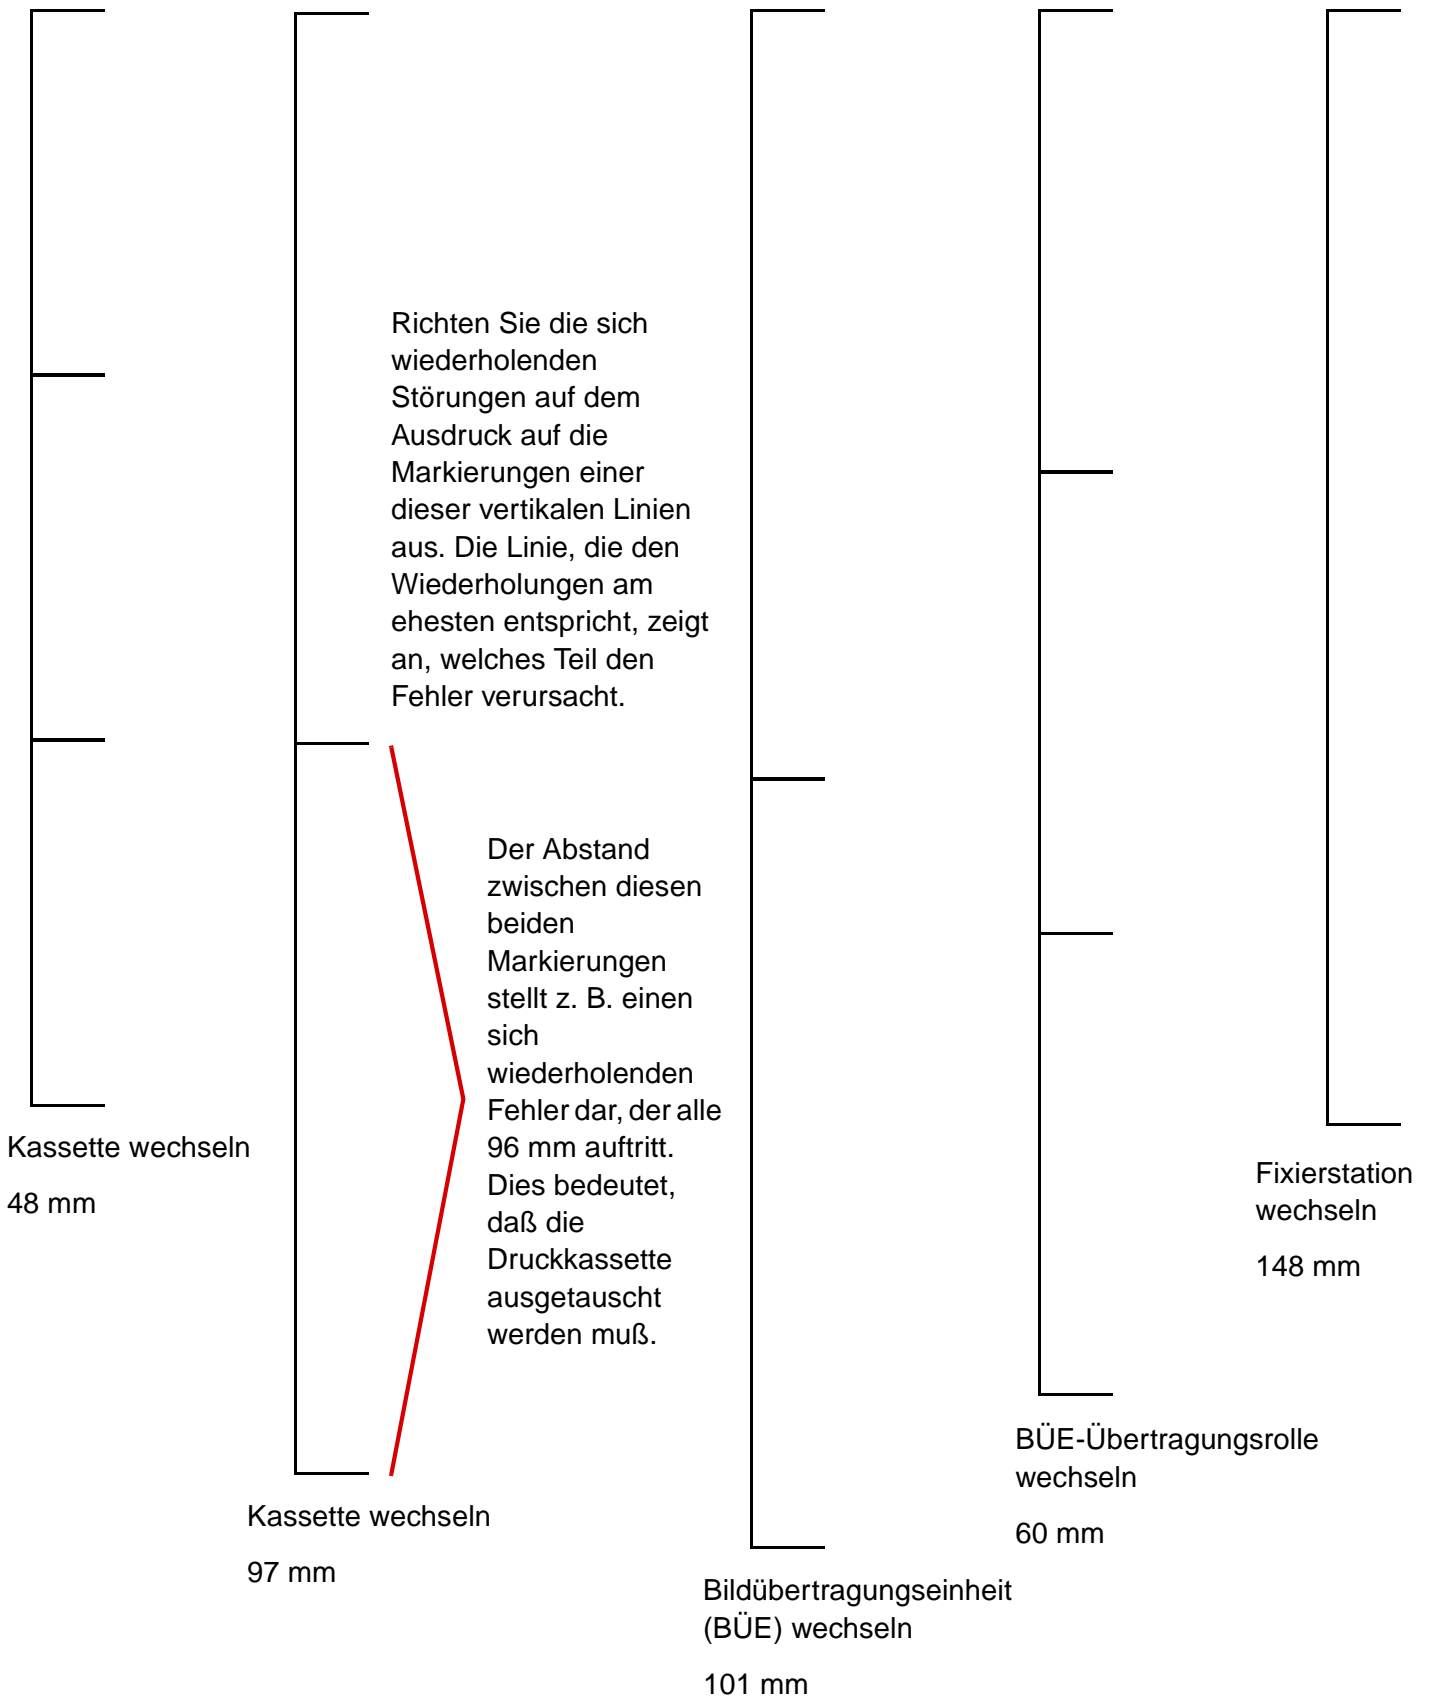 Richten Sie die sich
wiederholenden
Störungen auf dem
Ausdruck auf die
Markierungen einer
dieser vertikalen Linien
aus. Die Linie, die den
Wiederholungen am
ehesten entspricht, zeigt
an, welches Teil den
Fehler verursacht.
Der Abstand
zwischen diesen
beiden
Markierungen
stellt z. B. einen
sich
wiederholenden
Fehler dar, der alle
96 mm auftritt.
Dies bedeutet,
daß die
Druckkassette
ausgetauscht
werden muß.
Kassette wechseln
48 mm
Kassette wechseln
97 mm
Bildübertragungseinheit
(BÜE) wechseln
101 mm
BÜE-Übertragungsrolle
wechseln
60 mm
Fixierstation
wechseln
148 mm